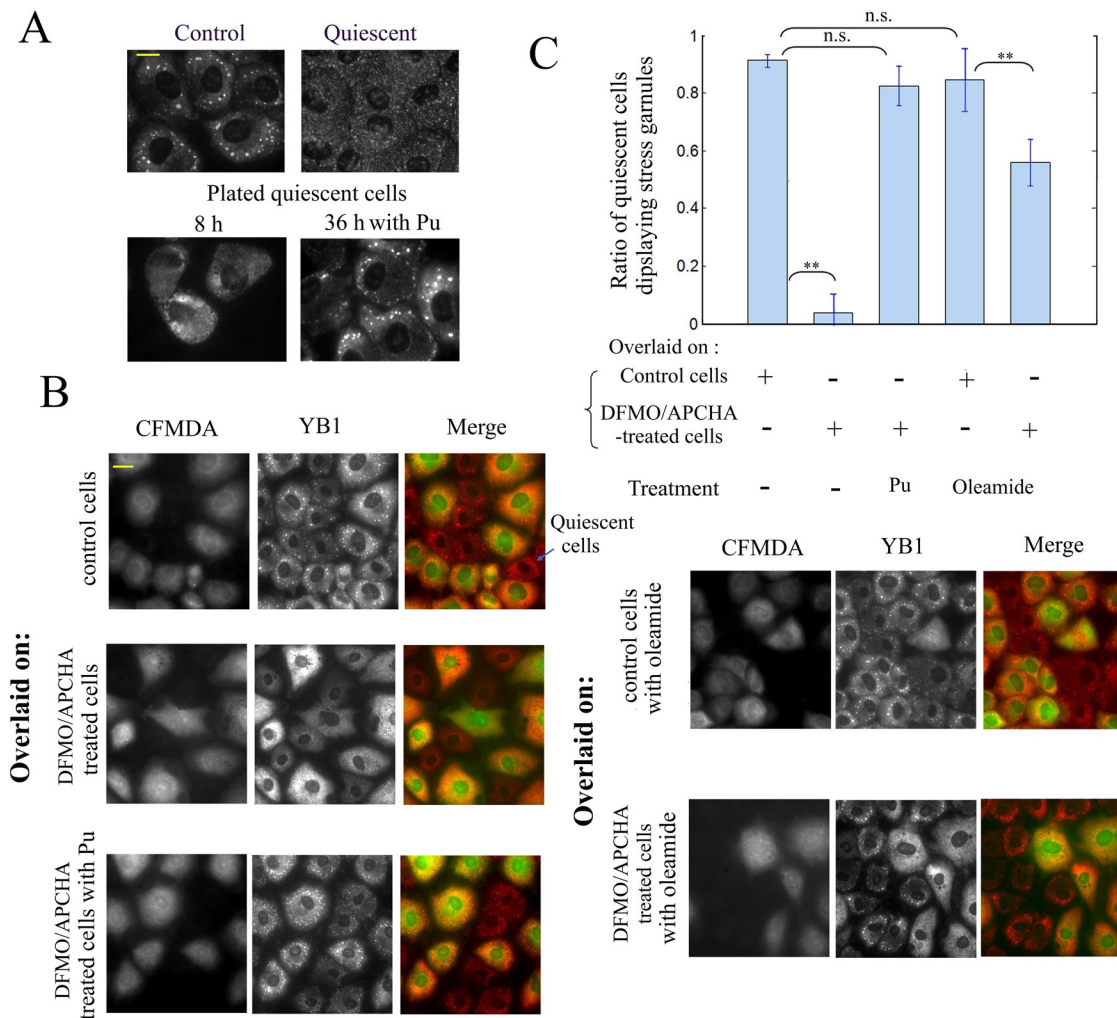 A
Control
Quiescent
Plated quiescent cells
8 h
36 h with Pu
B
CFMDA
YB1
Merge
control cells
Quiescent
cells
Overlaid on:
DFMO/APCHA
treated cells
DFMO/APCHA
treated cells with Pu
C
n.s.
n.s.
**
**
Ratio of quiescent cells
dipslaying stress garnules
1
0.8
0.6
0.4
0.2
0
Overlaid on :
Control cells
+ - - + -
DFMO/APCHA
-treated cells
- + + - +
Treatment
- - Pu Oleamide
CFMDA
YB1
Merge
control cells
with oleamide
Overlaid on:
DFMO/APCHA
treated cells
with oleamide